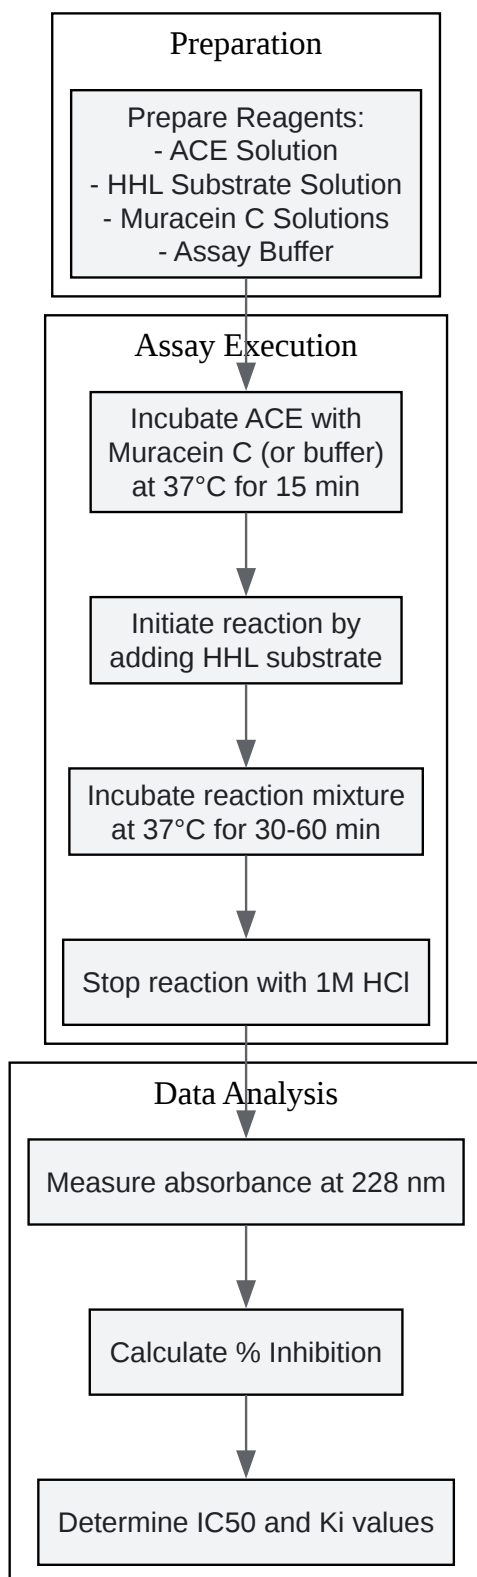 Preparation
Prepare Reagents:
- ACE Solution
- HHL Substrate Solution
- Muracein C Solutions
- Assay Buffer
Assay Execution
Incubate ACE with
Muracein C (or buffer)
at 37°C for 15 min
Initiate reaction by
adding HHL substrate
Incubate reaction mixture
at 37°C for 30-60 min
Stop reaction with 1M HCl
Data Analysis
Measure absorbance at 228 nm
Calculate % Inhibition
Determine IC50 and Ki values